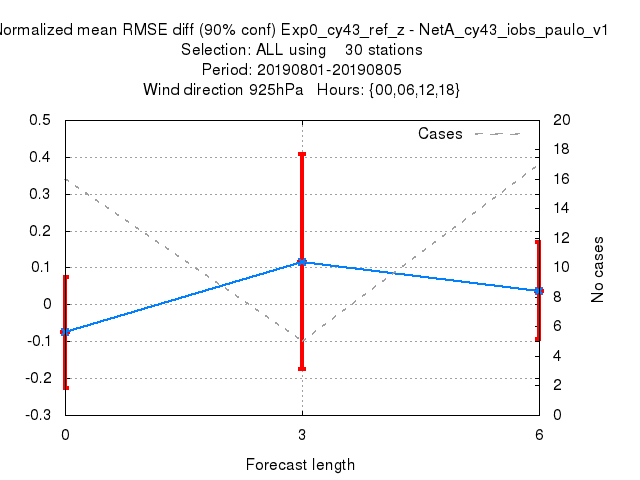 Normalized mean RMSE diff (90% conf) Exp0_cy43_ref_z - NetA_cy43_iobs_paulo_v1
Selection: ALL using 30 stations
Period: 20190801-20190805
Wind direction 925hPa Hours: {00,06,12,18}
Cases
0.5
0.4
0.3
0.2
0.1
0
-0.1
-0.2
-0.3
20
18
16
14
12
10
8
6
4
2
0
No cases
0 3 6
Forecast length